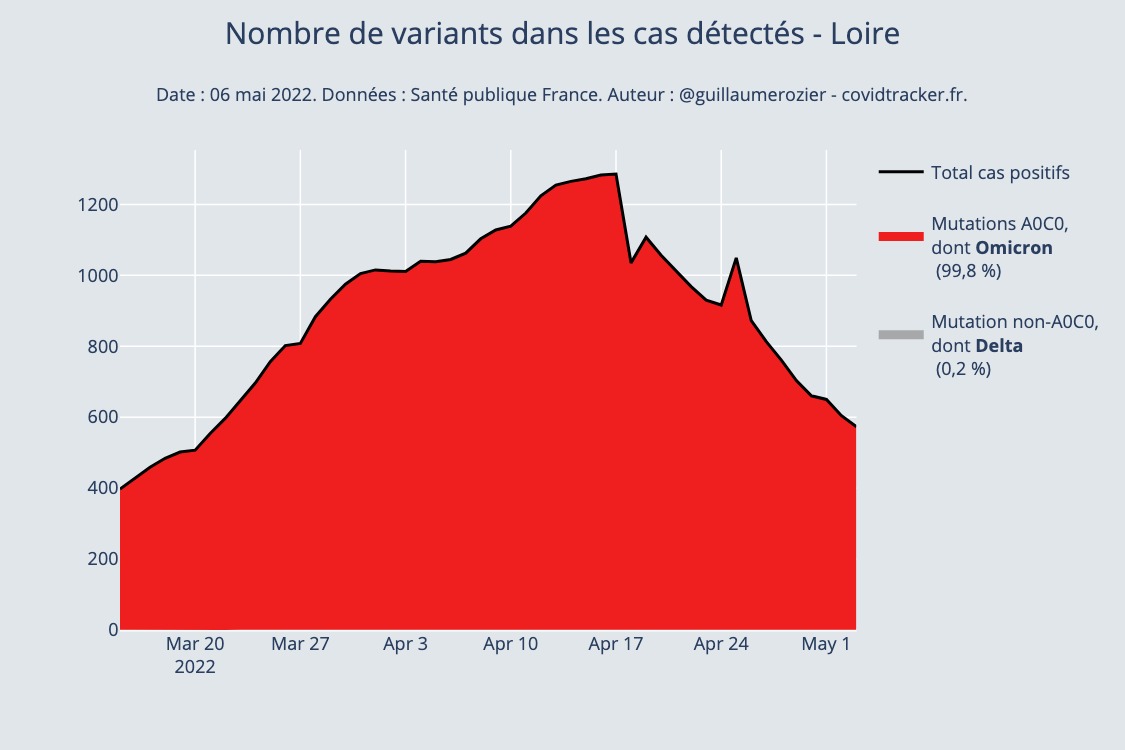 Nombre de variants dans les cas détectés - Loire
Date : 06 mai 2022. Données : Santé publique France. Auteur : @guillaumerozier - covidtracker.fr.
Total cas positifs
Mutations A0C0,
dont Omicron
(99,8 %)
Mutation non-A0C0,
dont Delta
(0,2 %)
1200
1000
800
600
400
200
0
Mar 20 Mar 27 Apr 3 Apr 10 Apr 17 Apr 24 May 1
2022